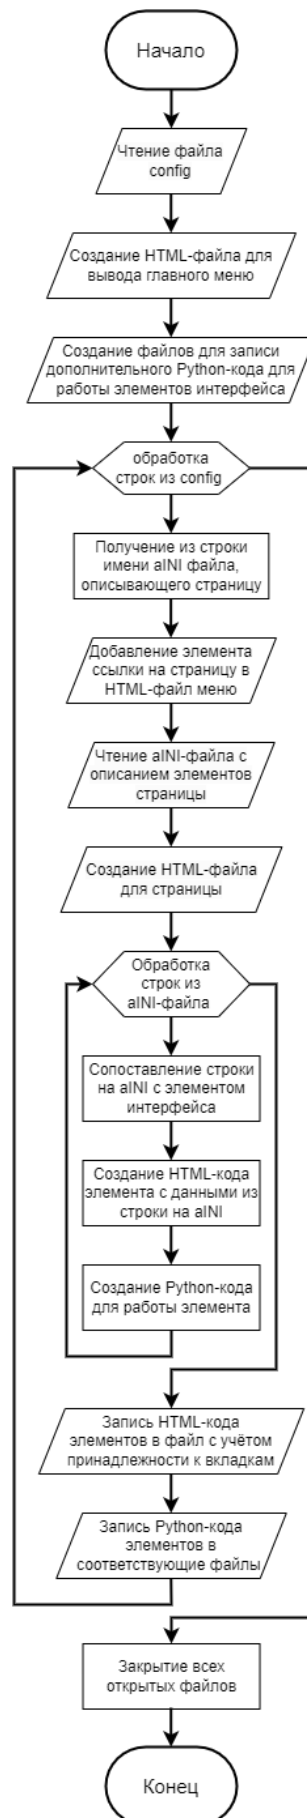 Начало
Чтение файла
config
Создание HTML-файла для
вывода главного меню
Создание файлов для записи
дополнительного Python-кода для
работы элементов интерфейса
обработка
строк из config
Получение из строки
имени aINI файла,
описывающего страницу
Добавление элемента
ссылки на страницу в
HTML-файл меню
Чтение aINI-файла с
описанием элементов
страницы
Создание HTML-файла
для страницы
Обработка
строк из
aINI-файла
Сопоставление строки
на aINI с элементом
интерфейса
Создание HTML-кода
элемента с данными из
строки на aINI
Создание Python-кода
для работы элемента
Запись HTML-кода
элементов в файл с учётом
принадлежности к вкладкам
Запись Python-кода
элементов в
соответствующие файлы
Закрытие всех
открытых файлов
Конец